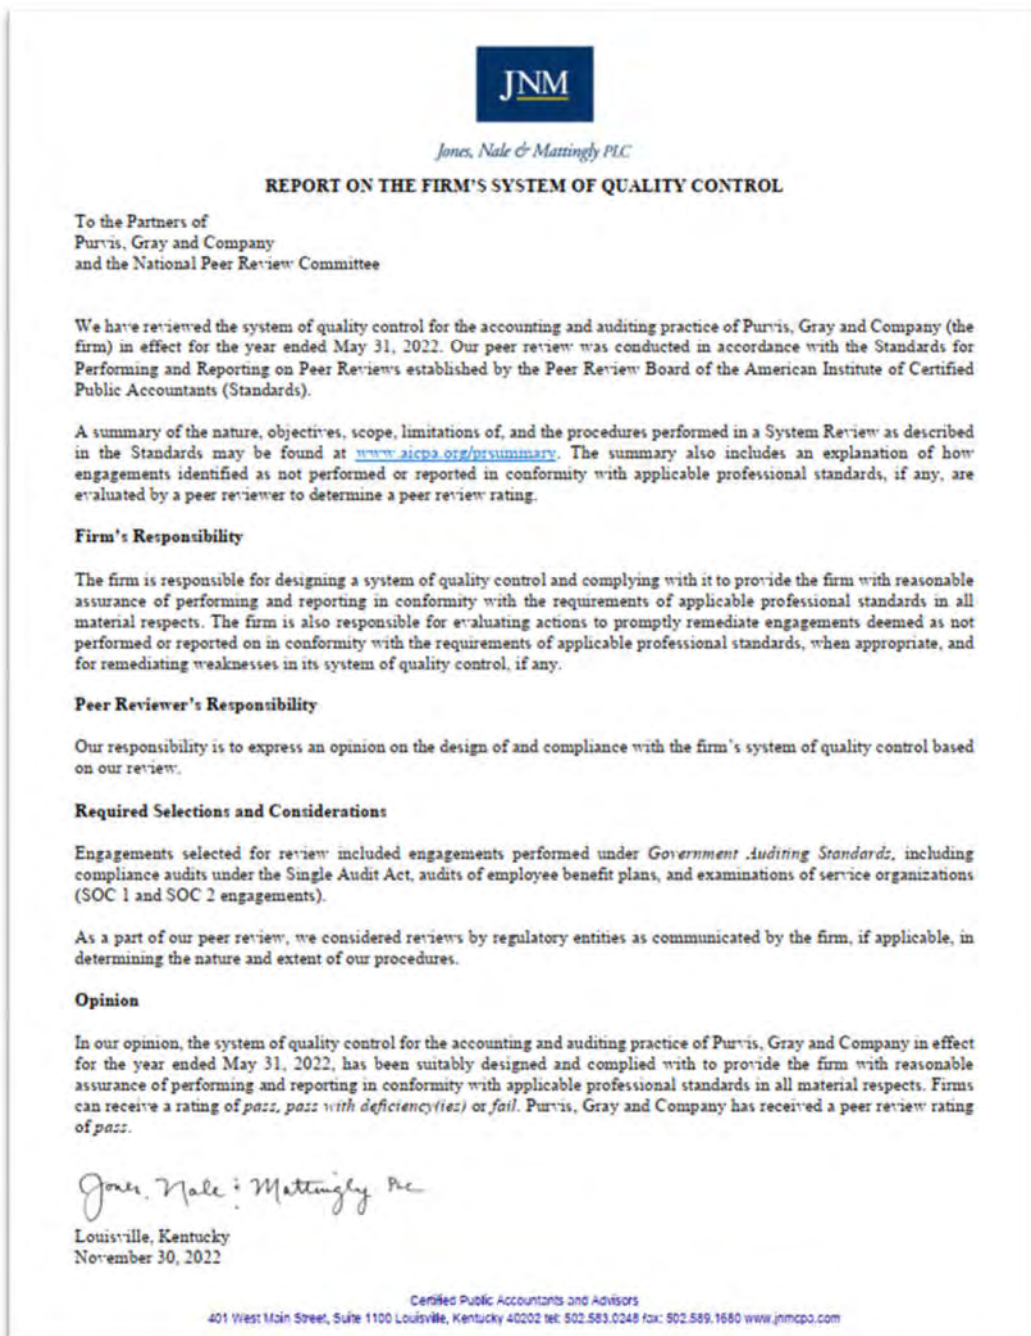 JNM
Jones, Nale & Mattingly PLC
REPORT ON THE FIRM'S SYSTEM OF QUALITY CONTROL
To the Partners of
Purvis, Gray and Company
and the National Peer Review Committee
We have reviewed the system of quality control for the accounting and auditing practice of Purvis, Gray and Company (the
firm) in effect for the year ended May 31, 2022. Our peer review was conducted in accordance with the Standards for
Performing and Reporting on Peer Reviews established by the Peer Review Board of the American Institute of Certified
Public Accountants (Standards).
A summary of the nature, objectives, scope, limitations of, and the procedures performed in a System Review as described
in the Standards may be found at www.aicpa.org/prsummary. The summary also includes an explanation of how
engagements identified as not performed or reported in conformity with applicable professional standards, if any, are
evaluated by a peer reviewer to determine a peer review rating.
Firm's Responsibility
The firm is responsible for designing a system of quality control and complying with it to provide the firm with reasonable
assurance of performing and reporting in conformity with the requirements of applicable professional standards in all
material respects. The firm is also responsible for evaluating actions to promptly remediate engagements deemed as not
performed or reported on in conformity with the requirements of applicable professional standards, when appropriate, and
for remediating weaknesses in its system of quality control, if any.
Peer Reviewer's Responsibility
Our responsibility is to express an opinion on the design of and compliance with the firm's system of quality control based
on our review.
Required Selections and Considerations
Engagements selected for review included engagements performed under Government Auditing Standards, including
compliance audits under the Single Audit Act, audits of employee benefit plans, and examinations of service organizations
(SOC 1 and SOC 2 engagements).
As a part of our peer review, we considered reviews by regulatory entities as communicated by the firm, if applicable, in
determining the nature and extent of our procedures.
Opinion
In our opinion, the system of quality control for the accounting and auditing practice of Purvis, Gray and Company in effect
for the year ended May 31, 2022, has been suitably designed and complied with to provide the firm with reasonable
assurance of performing and reporting in conformity with applicable professional standards in all material respects. Firms
can receive a rating of pass, pass with deficiency(ies) or fail. Purvis, Gray and Company has received a peer review rating
of pass.
Jones, Nale & Mattingly PLC
Louisville, Kentucky
November 30, 2022
Certified Public Accountants and Advisors
401 West Main Street, Suite 1100 Louisville, Kentucky 40202 tel: 502.583.0248 fax: 502.589.1680 www.jnmcpa.com